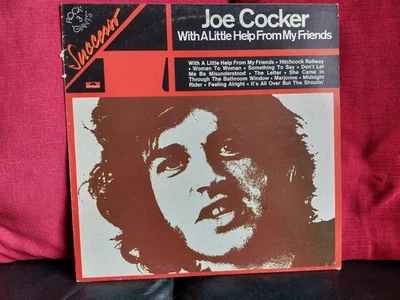 ROCK
3
GIANTS
Successo
Joe Cocker
With A Little Help From My Friends
With A Little Help From My Friends • Hitchcock Railway
• Woman To Woman • Something To Say • Don't Let
Me Be Misunderstood • The Letter • She Came In
Through The Bathroom Window • Marjorine • Midnight
Rider • Feeling Alright • It's All Over But The Shoutin'